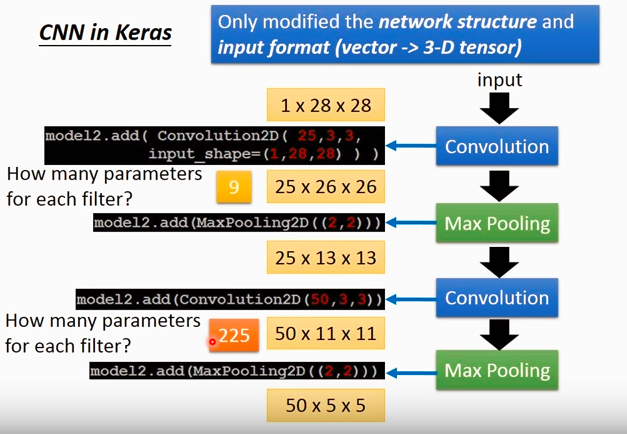 CNN in Keras
Only modified the network structure and
input format (vector -> 3-D tensor)
input
1 x 28 x 28
model2.add( Convolution2D( 25,3,3,
input_shape=(1,28,28) ) )
Convolution
How many parameters
for each filter?
9
25 x 26 x 26
model2.add(MaxPooling2D((2,2)))
Max Pooling
25 x 13 x 13
model2.add(Convolution2D(50,3,3))
Convolution
How many parameters
for each filter?
225
50 x 11 x 11
model2.add(MaxPooling2D((2,2)))
Max Pooling
50 x 5 x 5